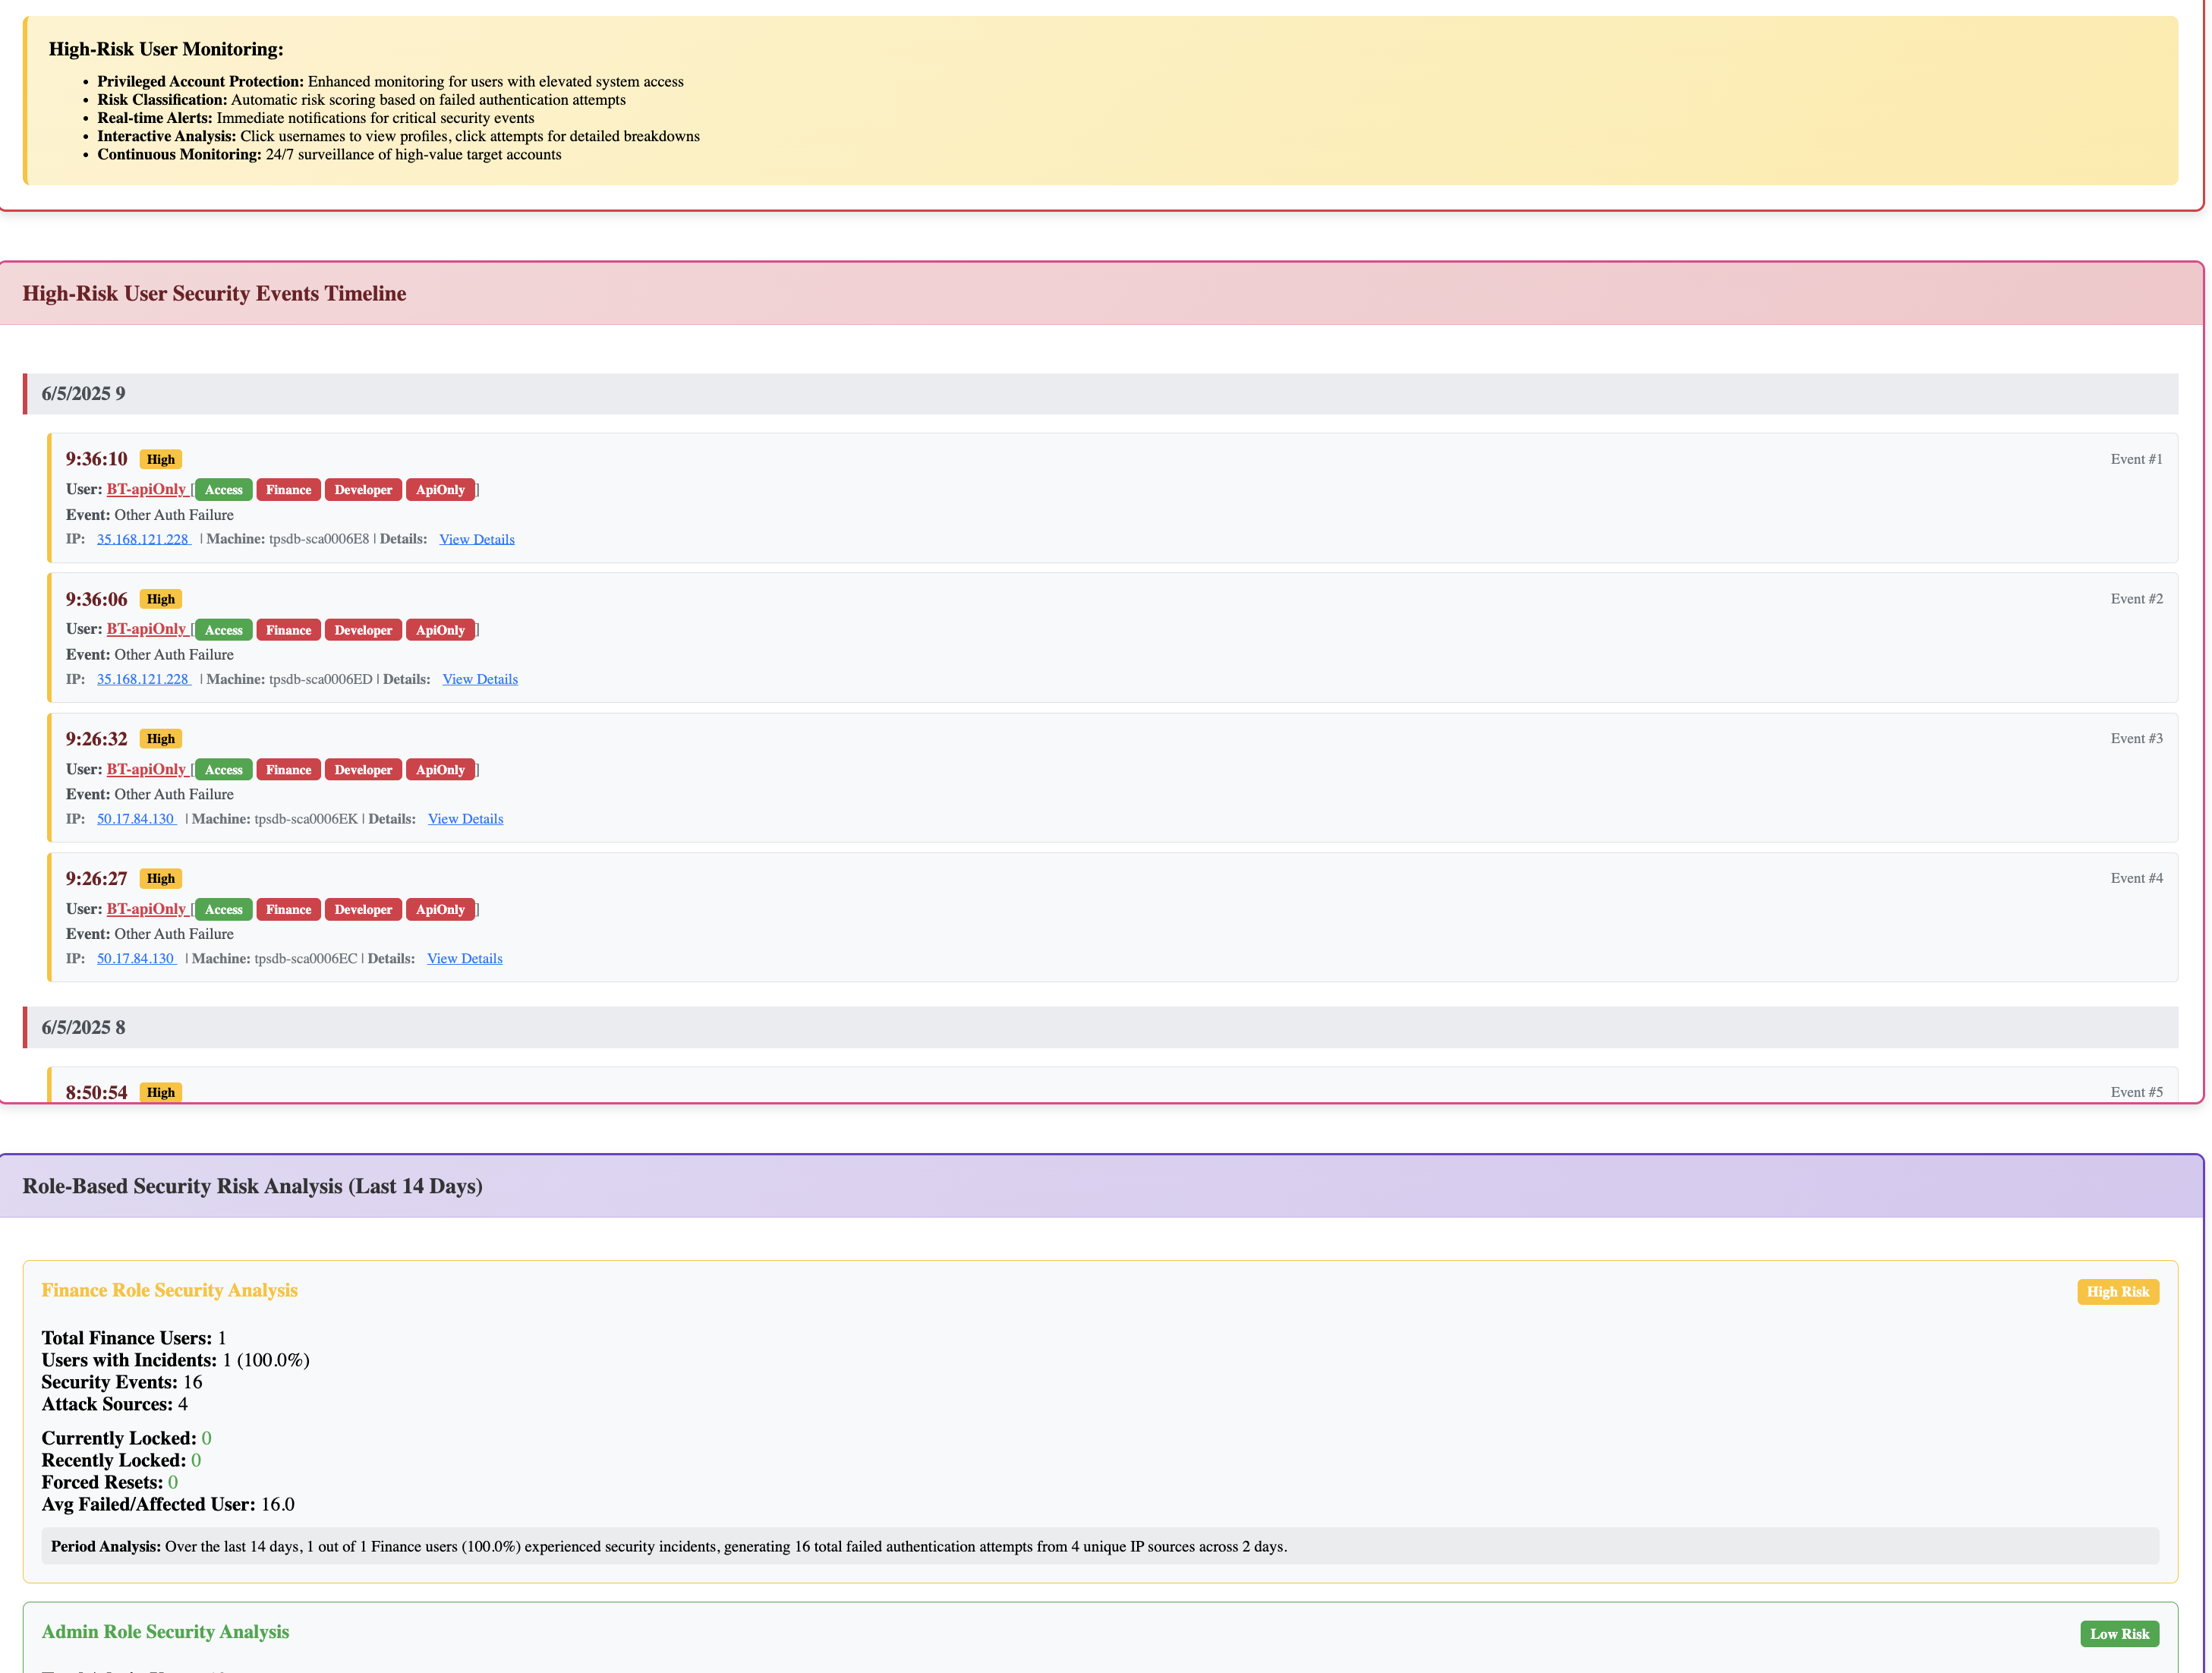 High-Risk User Monitoring:
• Privileged Account Protection: Enhanced monitoring for users with elevated system access
• Risk Classification: Automatic risk scoring based on failed authentication attempts
• Real-time Alerts: Immediate notifications for critical security events
• Interactive Analysis: Click usernames to view profiles, click attempts for detailed breakdowns
• Continuous Monitoring: 24/7 surveillance of high-value target accounts
High-Risk User Security Events Timeline
6/5/2025 9
9:36:10 High Event #1
User: BT-apiOnly [Access Finance Developer ApiOnly]
Event: Other Auth Failure
IP: 35.168.121.228 | Machine: tpsdb-sca0006E8 | Details: View Details
9:36:06 High Event #2
User: BT-apiOnly [Access Finance Developer ApiOnly]
Event: Other Auth Failure
IP: 35.168.121.228 | Machine: tpsdb-sca0006ED | Details: View Details
9:26:32 High Event #3
User: BT-apiOnly [Access Finance Developer ApiOnly]
Event: Other Auth Failure
IP: 50.17.84.130 | Machine: tpsdb-sca0006EK | Details: View Details
9:26:27 High Event #4
User: BT-apiOnly [Access Finance Developer ApiOnly]
Event: Other Auth Failure
IP: 50.17.84.130 | Machine: tpsdb-sca0006EC | Details: View Details
6/5/2025 8
8:50:54 High Event #5
Role-Based Security Risk Analysis (Last 14 Days)
Finance Role Security Analysis High Risk
Total Finance Users: 1
Users with Incidents: 1 (100.0%)
Security Events: 16
Attack Sources: 4
Currently Locked: 0
Recently Locked: 0
Forced Resets: 0
Avg Failed/Affected User: 16.0
Period Analysis: Over the last 14 days, 1 out of 1 Finance users (100.0%) experienced security incidents, generating 16 total failed authentication attempts from 4 unique IP sources across 2 days.
Admin Role Security Analysis Low Risk